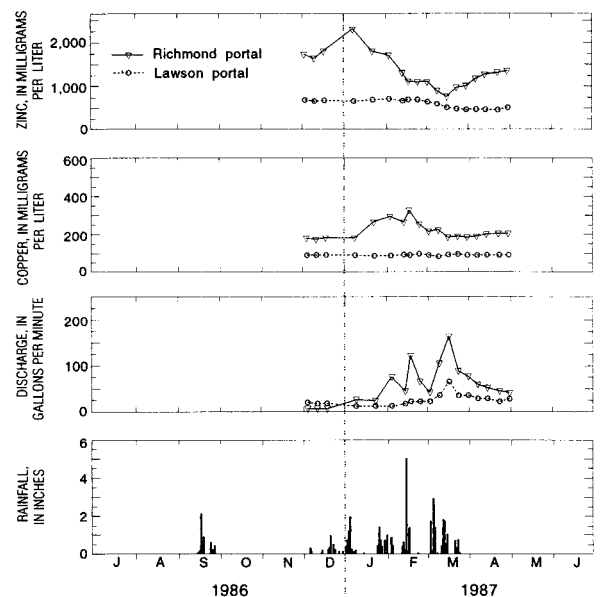 ZINC, IN MILLIGRAMS
PER LITER
2,000
1,000
0
Richmond portal
Lawson portal
COPPER, IN MILLIGRAMS
PER LITER
600
400
200
0
DISCHARGE, IN
GALLONS PER MINUTE
200
100
0
RAINFALL,
IN INCHES
6
4
2
0
J A S O N D J F M A M J
1986 1987